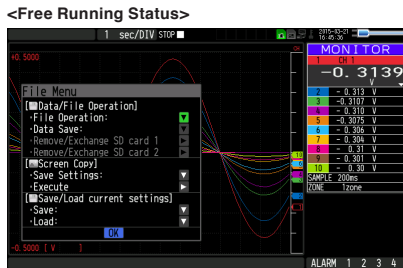 <Free Running Status>
1 sec/DIV STOP
2015-03-21
16:45:36
+0.5000
CH
MONITOR
1 CH 1
-0.3139
V
File Menu
[Data/File Operation]
·File Operation:
·Data Save:
·Remove/Exchange SD card 1
·Remove/Exchange SD card 2
[Screen Copy]
·Save Settings:
·Execute
[Save/Load current settings]
·Save:
·Load:
OK
2 - 0.313 V
3 - 0.3107 V
4 - 0.310 V
5 - 0.3075 V
6 - 0.306 V
7 - 0.304 V
8 - 0.31 V
9 - 0.301 V
10 - 0.30 V
SAMPLE 200ms
ZONE 1zone
-0.5000 [ V ]
ALARM 1 2 3 4